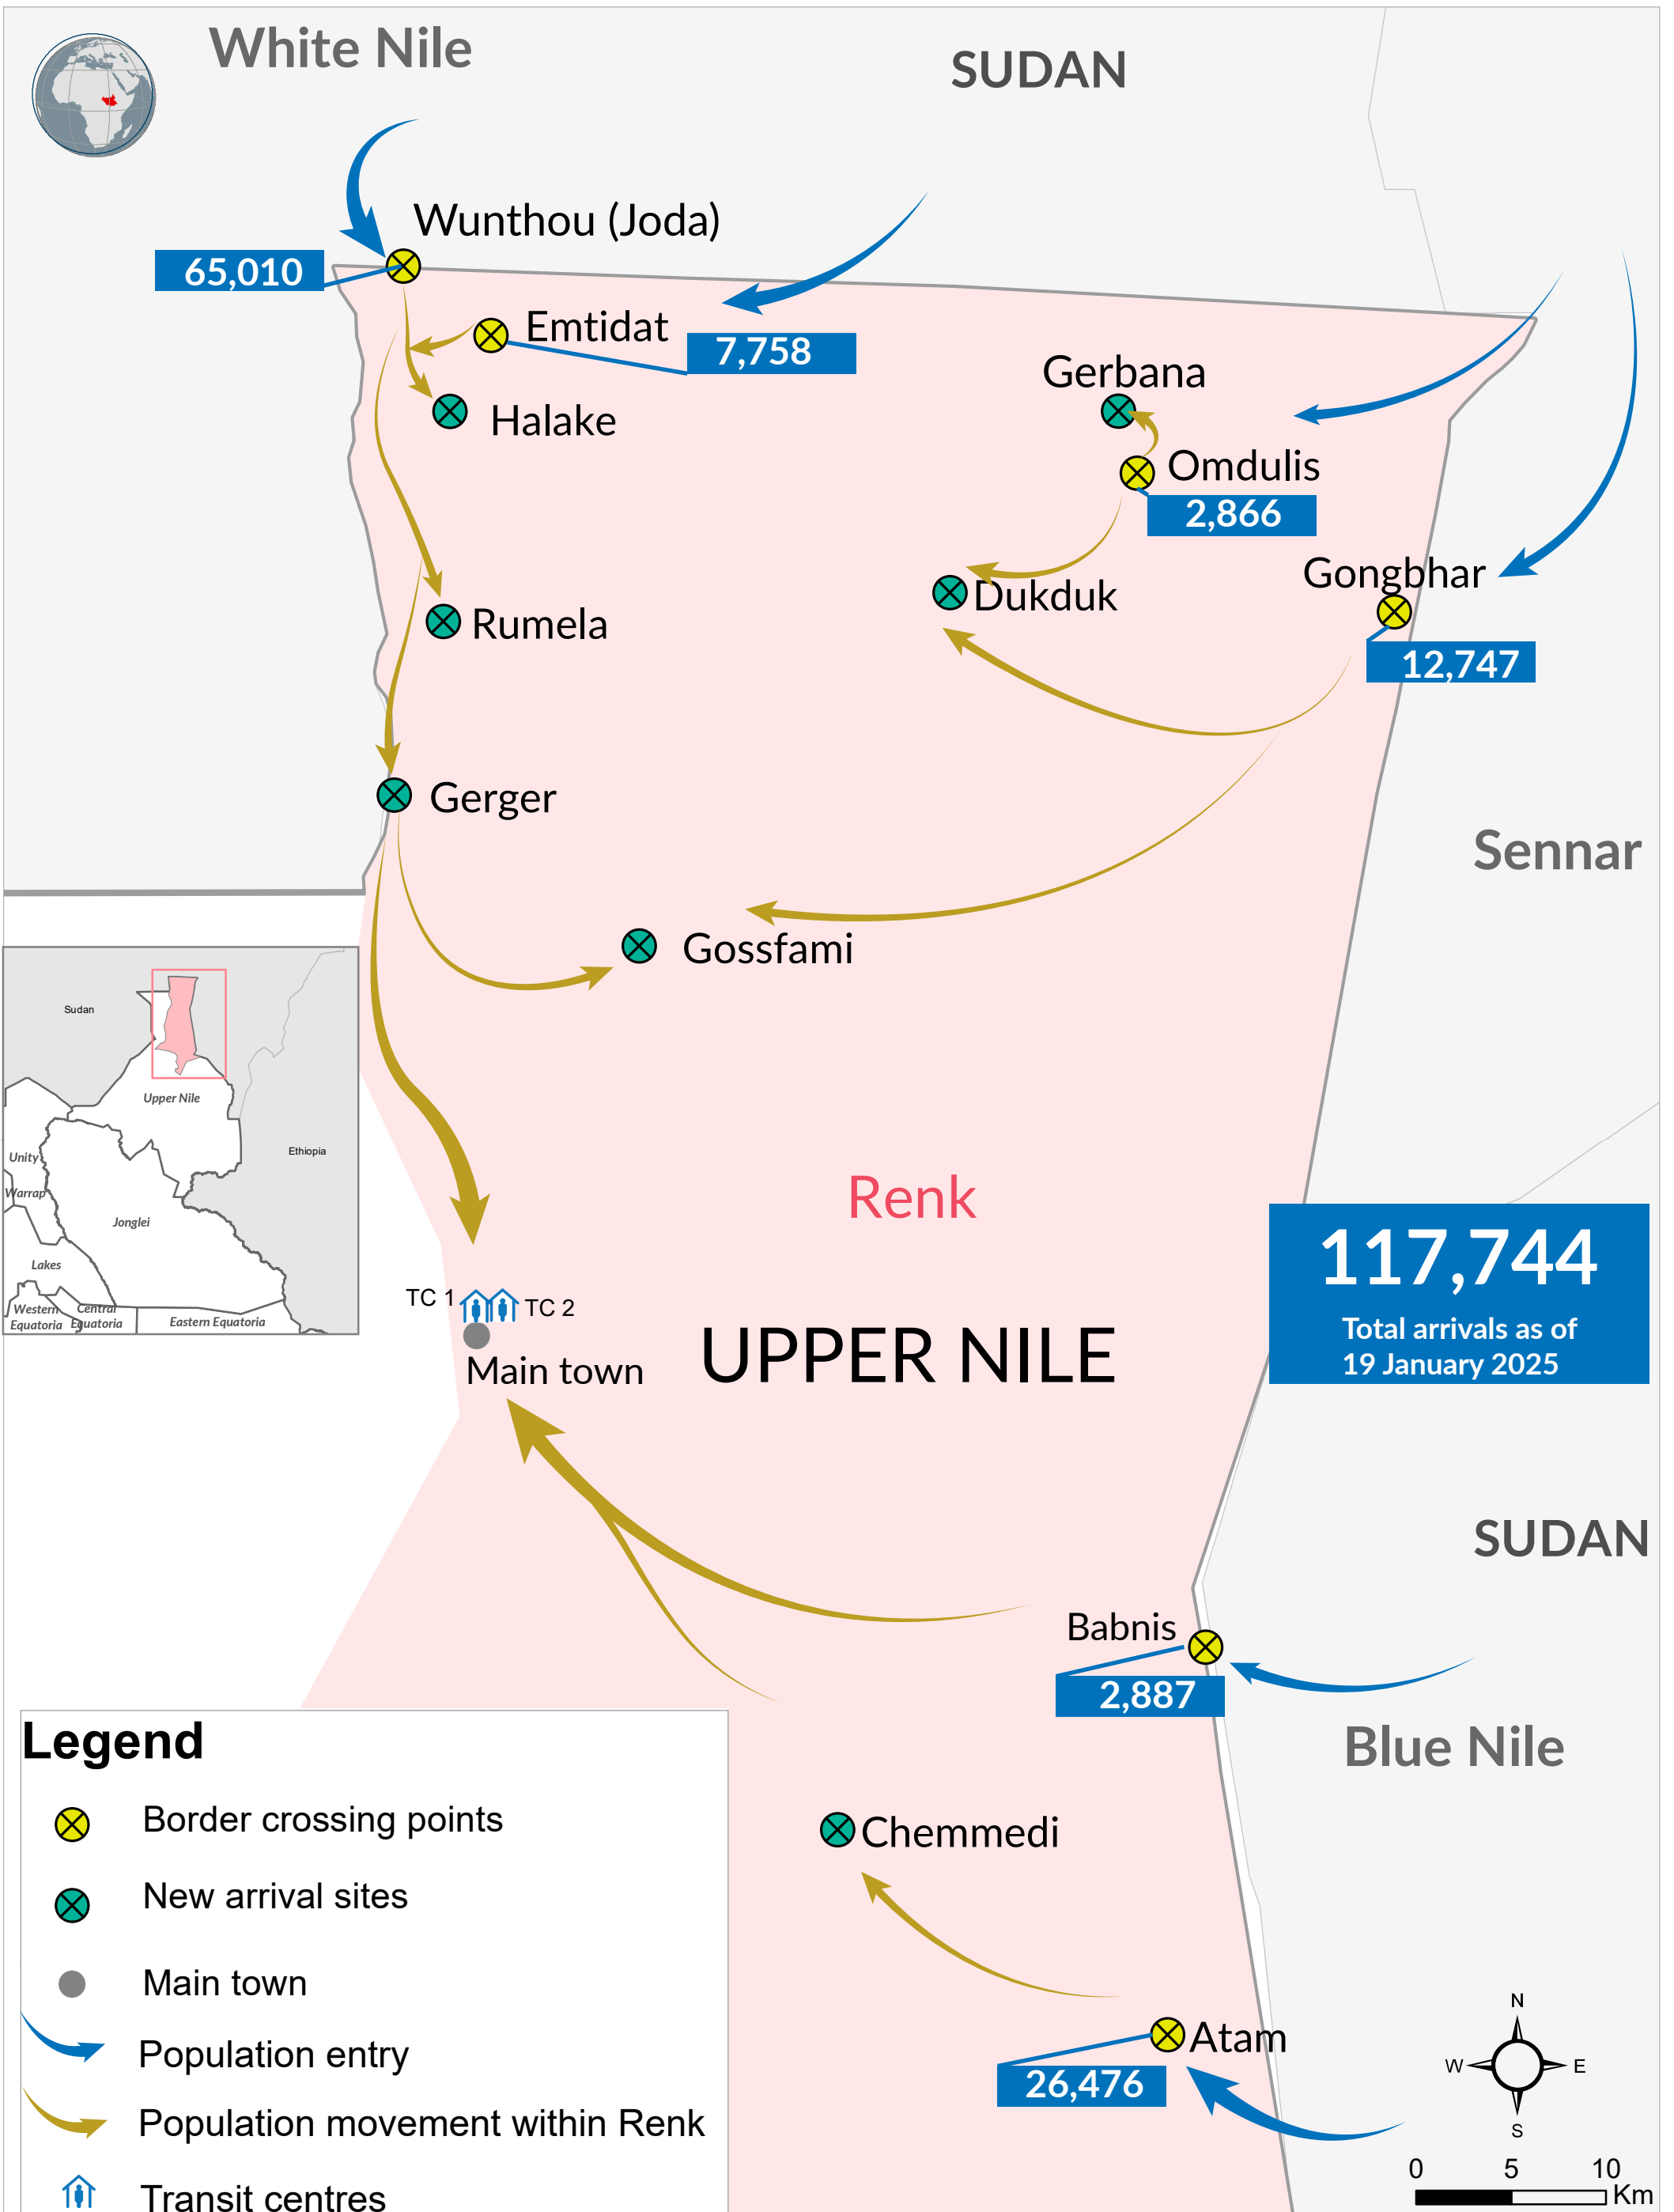 White Nile
SUDAN
Wunthou (Joda)
65,010
Emtidat
7,758
Halake
Gerbana
Omdulis
2,866
Gongbhar
12,747
Dukduk
Rumela
Gerger
Sennar
Gossfami
Sudan
Upper Nile
Ethiopia
Unity
Warrap
Jonglei
Lakes
Western
Equatoria
Central
Equatoria
Eastern Equatoria
Renk
117,744
Total arrivals as of
19 January 2025
TC 1
TC 2
Main town
UPPER NILE
SUDAN
Babnis
2,887
Blue Nile
Chemmedi
Atam
26,476
Legend
Border crossing points
New arrival sites
Main town
Population entry
Population movement within Renk
Transit centres
N
W
E
S
0 5 10
Km